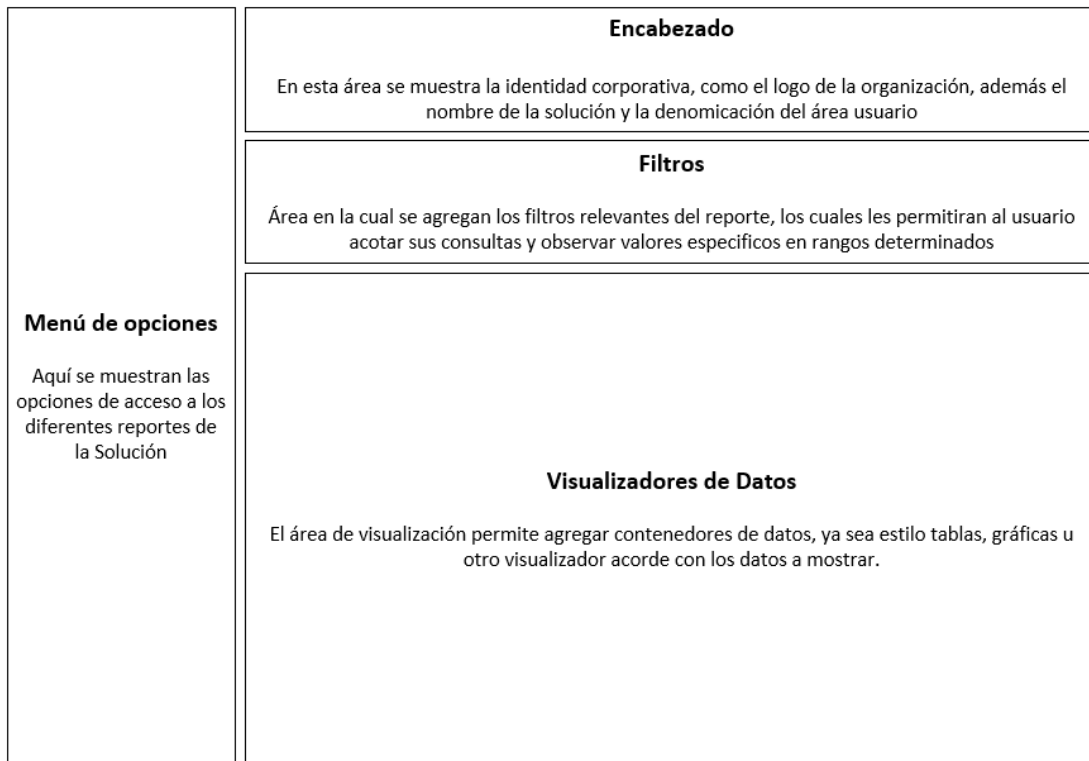 Menú de opciones
Aquí se muestran las
opciones de acceso a los
diferentes reportes de
la Solución
Encabezado
En esta área se muestra la identidad corporativa, como el logo de la organización, además el
nombre de la solución y la denomicación del área usuario
Filtros
Área en la cual se agregan los filtros relevantes del reporte, los cuales les permitiran al usuario
acotar sus consultas y observar valores especificos en rangos determinados
Visualizadores de Datos
El área de visualización permite agregar contenedores de datos, ya sea estilo tablas, gráficas u
otro visualizador acorde con los datos a mostrar.